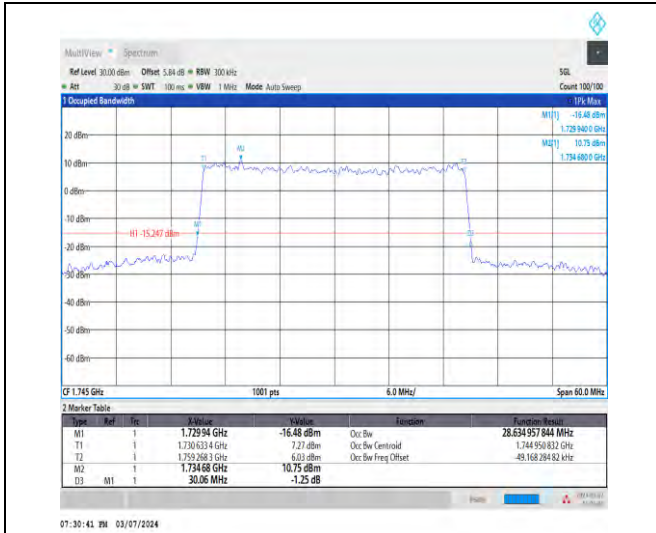 MultiView Spectrum
Ref Level 30.00 dBm Offset 5.84 dB RBW 300 kHz SGL
Att 30 dB SWT 100 ms VBW 1 MHz Mode Auto Sweep Count 100/100
1 Occupied Bandwidth 1Pk Max
M1[1] -16.48 dBm
1.729 940 0 GHz
M2[1] 10.75 dBm
1.734 680 0 GHz
20 dBm
M2
T1
T2
10 dBm
0 dBm
-10 dBm
M1
H1 -15.247 dBm
D3
-20 dBm
-30 dBm
-40 dBm
-50 dBm
-60 dBm
CF 1.745 GHz 1001 pts 6.0 MHz/ Span 60.0 MHz
2 Marker Table
Type Ref Trc X-Value Y-Value Function Function Result
M1 1 1.729 94 GHz -16.48 dBm Occ Bw 28.634 957 844 MHz
T1 1 1.730 633 4 GHz 7.27 dBm Occ Bw Centroid 1.744 950 832 GHz
T2 1 1.759 268 3 GHz 6.03 dBm Occ Bw Freq Offset -49.168 284 82 kHz
M2 1 1.734 68 GHz 10.75 dBm
D3 M1 1 30.06 MHz -1.25 dB
07:30:41 PM 03/07/2024